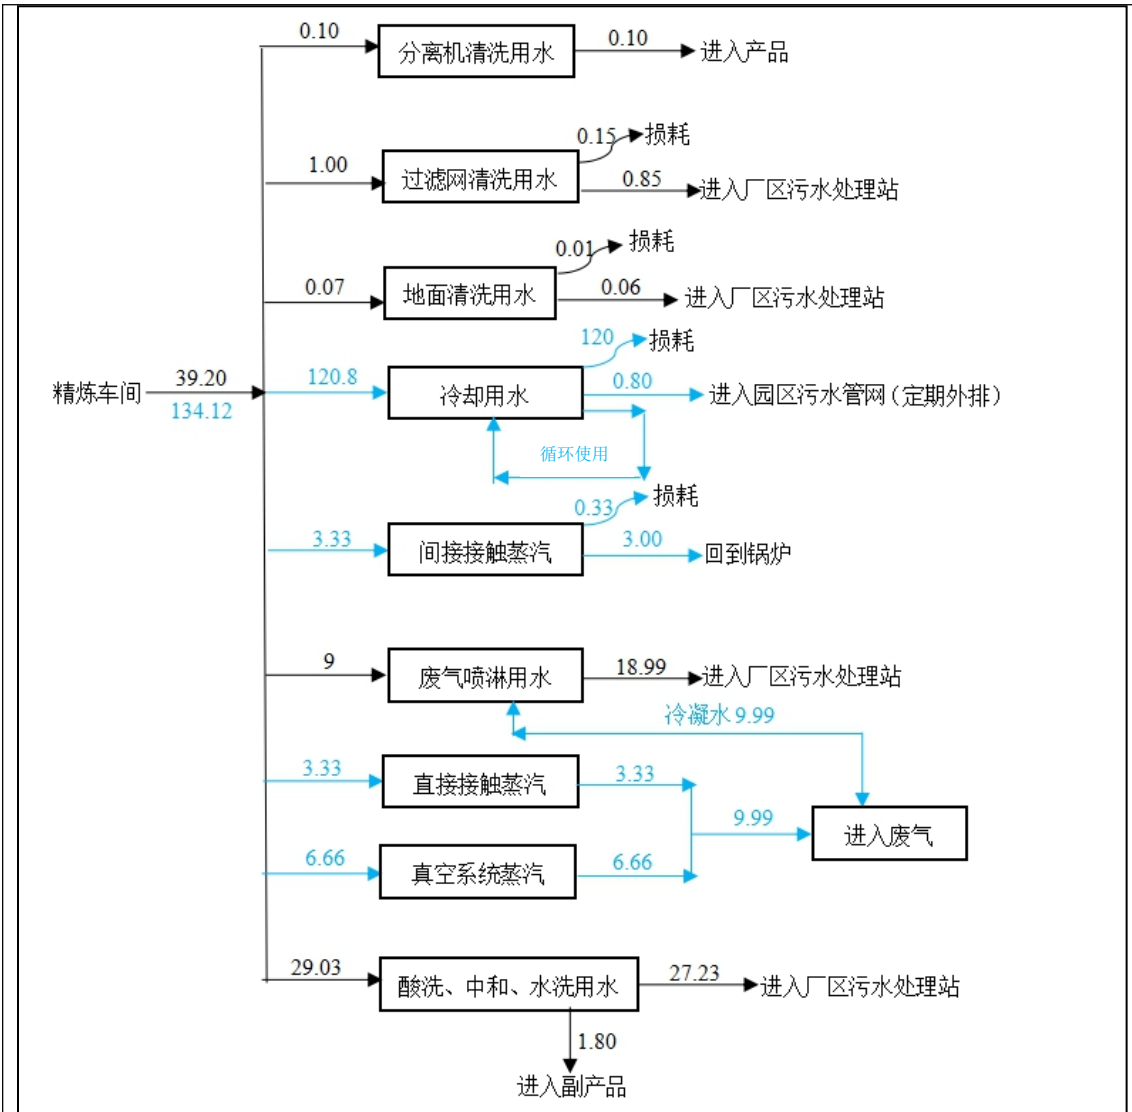 0.10
分离机清洗用水
0.10
进入产品
1.00
过滤网清洗用水
0.15
损耗
0.85
进入厂区污水处理站
0.07
地面清洗用水
0.01
损耗
0.06
进入厂区污水处理站
精炼车间
39.20
134.12
120.8
冷却用水
120
损耗
0.80
进入园区污水管网（定期外排）
循环使用
3.33
间接接触蒸汽
0.33
损耗
3.00
回到锅炉
9
废气喷淋用水
18.99
进入厂区污水处理站
冷凝水 9.99
3.33
直接接触蒸汽
3.33
9.99
进入废气
6.66
真空系统蒸汽
6.66
29.03
酸洗、中和、水洗用水
27.23
进入厂区污水处理站
1.80
进入副产品